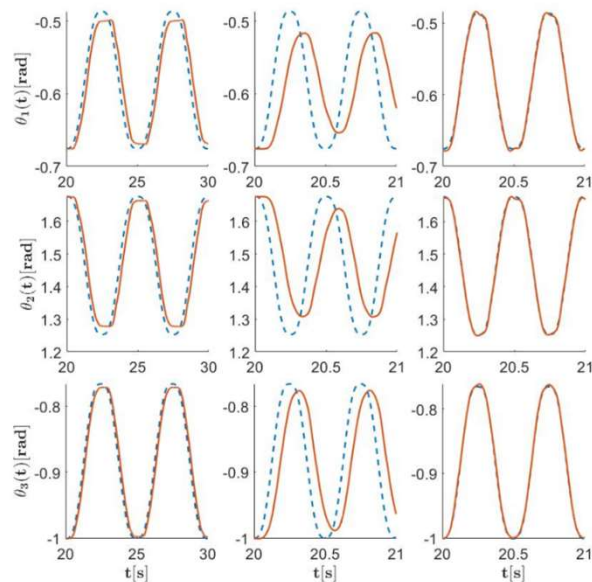 -0.5 -0.5 -0.5
θ₁(t)[rad]
-0.6 -0.6 -0.6
-0.7 -0.7 -0.7
20 25 30 20 20.5 21 20 20.5 21
1.6 1.6 1.6
θ₂(t)[rad]
1.5 1.5 1.5
1.4 1.4 1.4
1.3 1.3 1.3
1.2 1.2 1.2
20 25 30 20 20.5 21 20 20.5 21
-0.8 -0.8 -0.8
θ₃(t)[rad]
-0.9 -0.9 -0.9
-1 -1 -1
20 25 30 20 20.5 21 20 20.5 21
t[s] t[s] t[s]